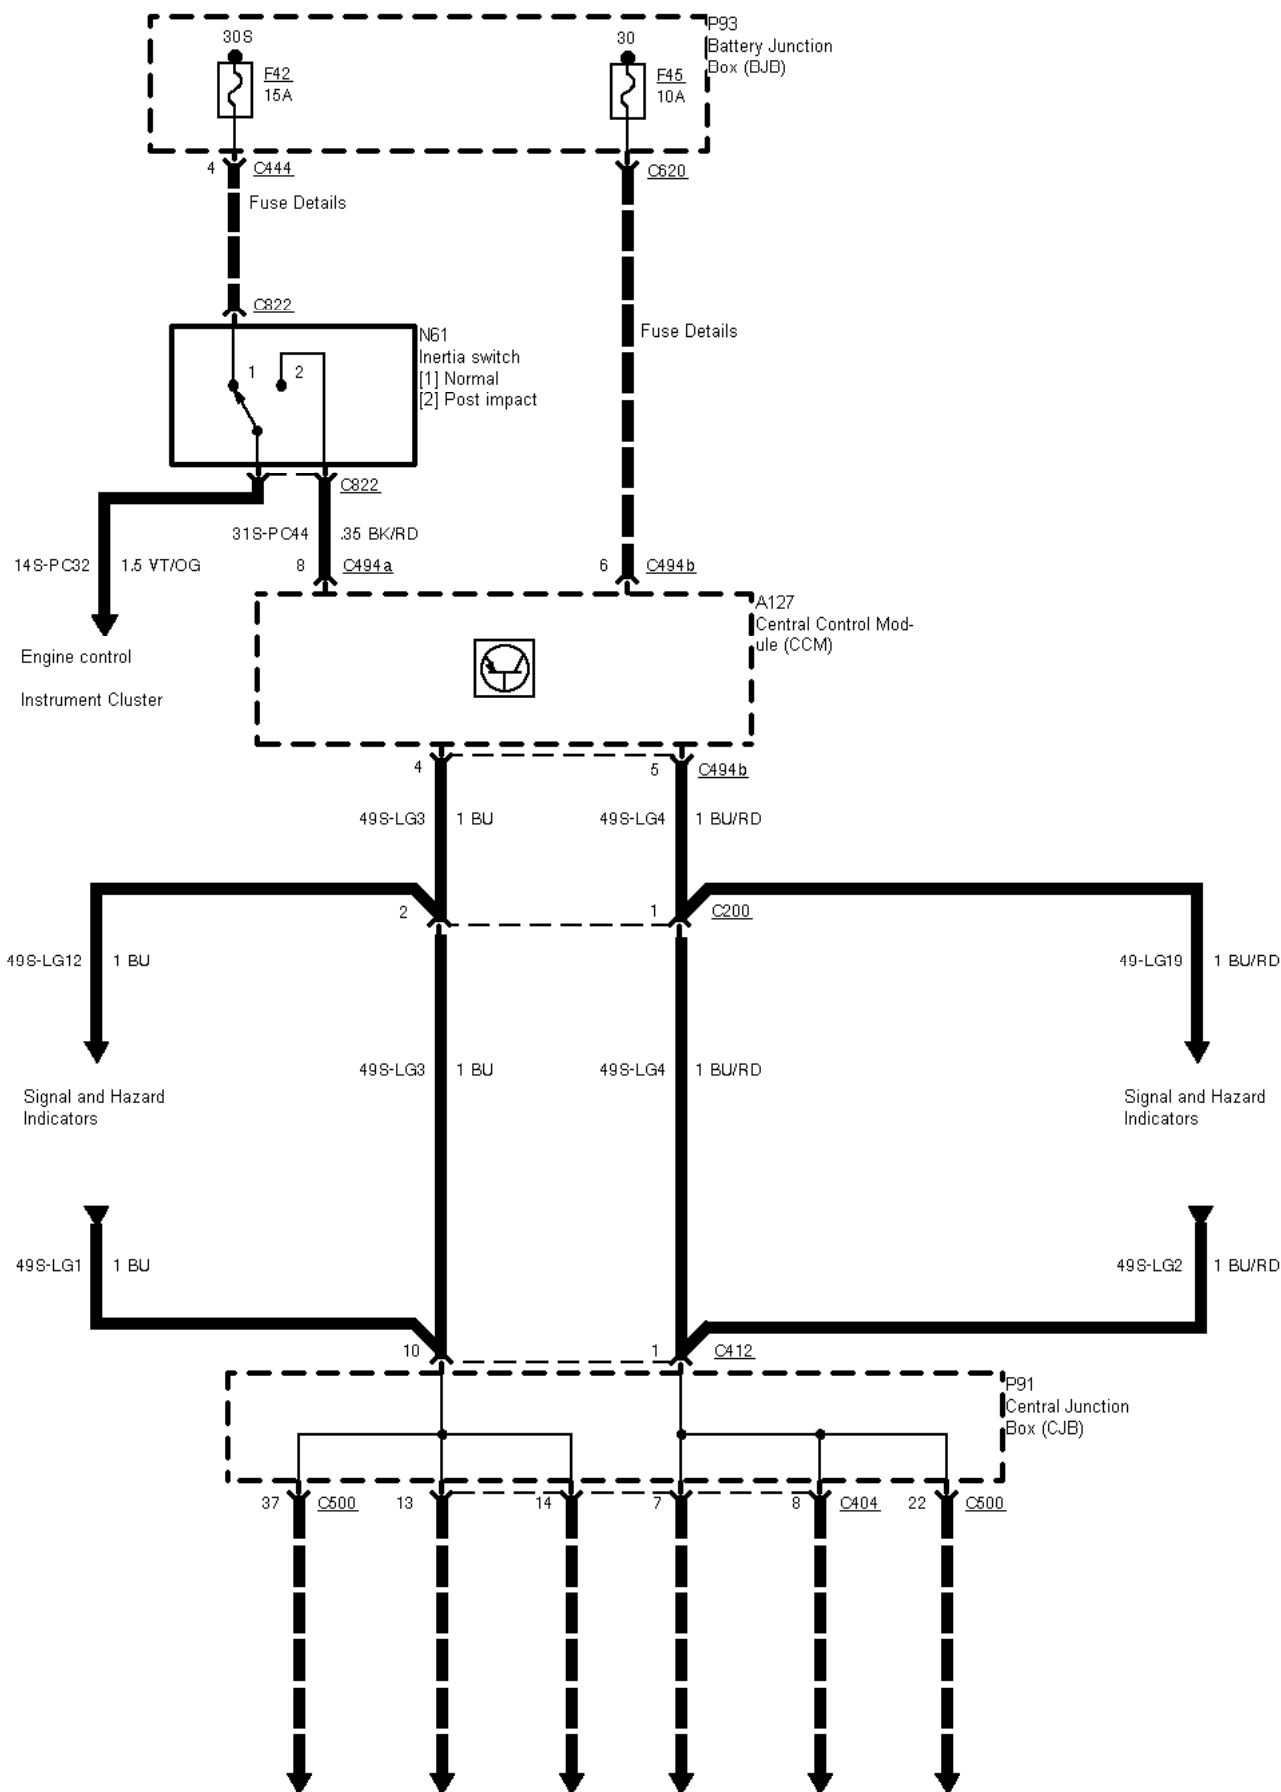 P93
Battery Junction
Box (BJB)
30S
F42
15A
30
F45
10A
4
C444
C620
Fuse Details
C822
Fuse Details
N61
Inertia switch
[1] Normal
[2] Post impact
1
2
C822
31S-PC44
.35 BK/RD
14S-PC32
1.5 VT/OG
8
C494a
6
C494b
A127
Central Control Mod-
ule (CCM)
Engine control
Instrument Cluster
4
5
C494b
49S-LG3
1 BU
49S-LG4
1 BU/RD
2
1
C200
49S-LG12
1 BU
49-LG19
1 BU/RD
49S-LG3
1 BU
49S-LG4
1 BU/RD
Signal and Hazard
Indicators
Signal and Hazard
Indicators
49S-LG1
1 BU
49S-LG2
1 BU/RD
10
1
C412
P91
Central Junction
Box (CJB)
37
C500
13
14
7
8
C404
22
C500